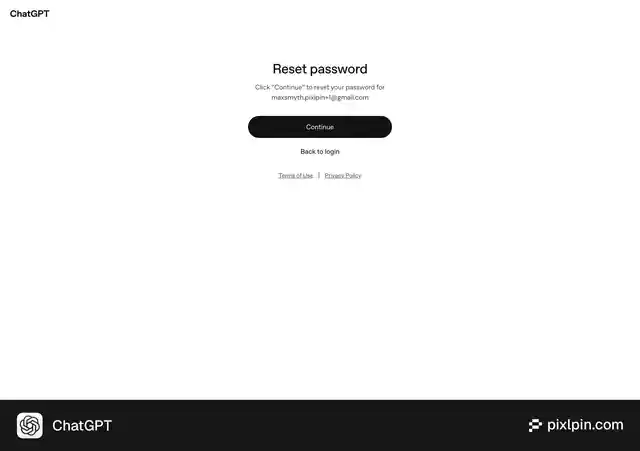 ChatGPT
Reset password
Click "Continue" to reset your password for
maxsmyth.pixlpin+1@gmail.com
Continue
Back to login
Terms of Use | Privacy Policy
ChatGPT
pixlpin.com